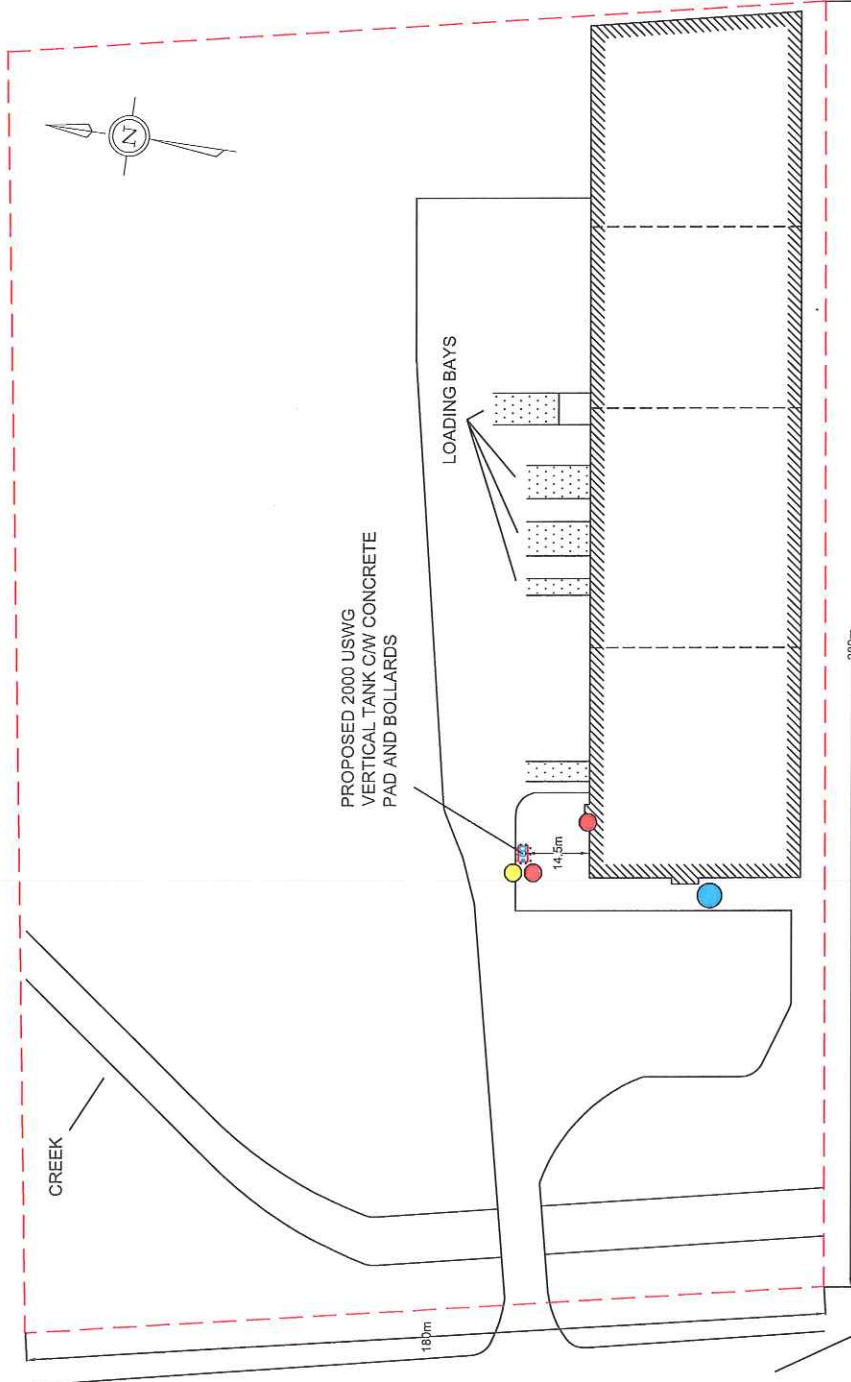 N
LOADING BAYS
PROPOSED 2000 USWG
VERTICAL TANK C/W CONCRETE
PAD AND BOLLARDS
14.5m
CREEK
180m